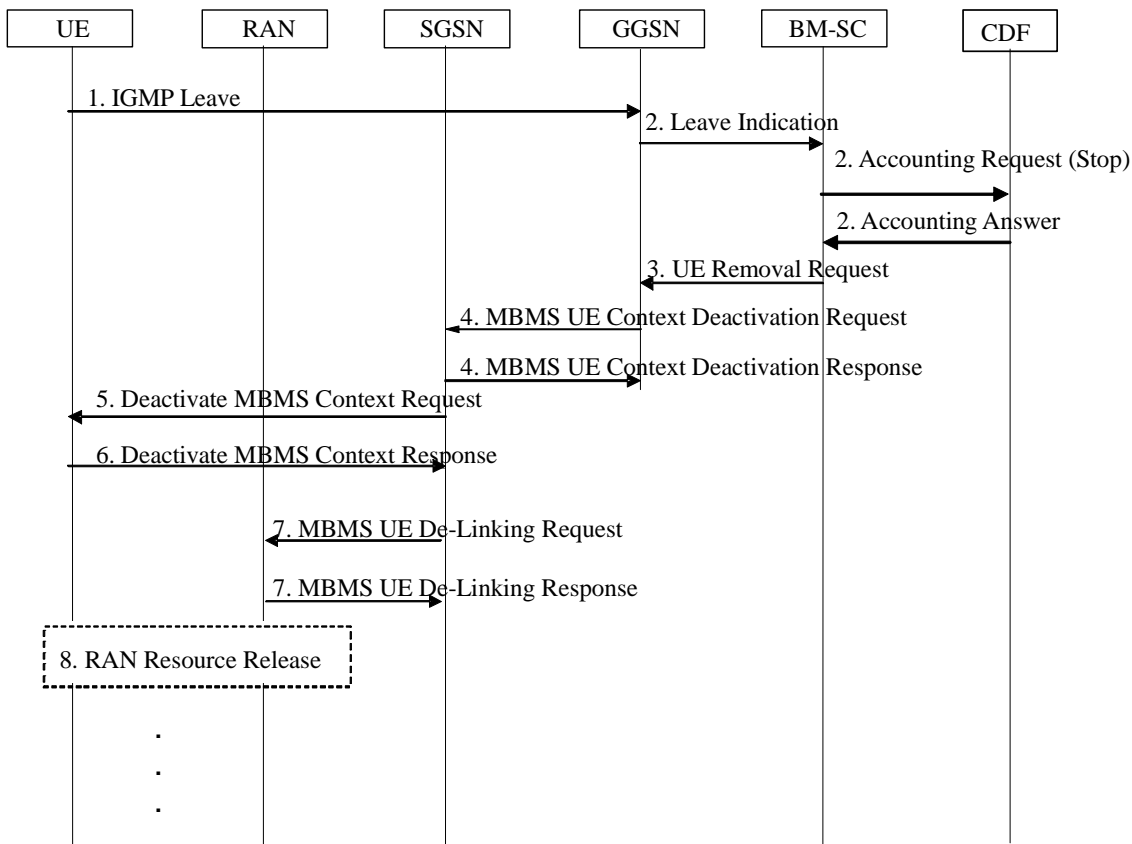 UE
RAN
SGSN
GGSN
BM-SC
CDF
1. IGMP Leave
2. Leave Indication
2. Accounting Request (Stop)
2. Accounting Answer
3. UE Removal Request
4. MBMS UE Context Deactivation Request
4. MBMS UE Context Deactivation Response
5. Deactivate MBMS Context Request
6. Deactivate MBMS Context Response
7. MBMS UE De-Linking Request
7. MBMS UE De-Linking Response
8. RAN Resource Release
.
.
.